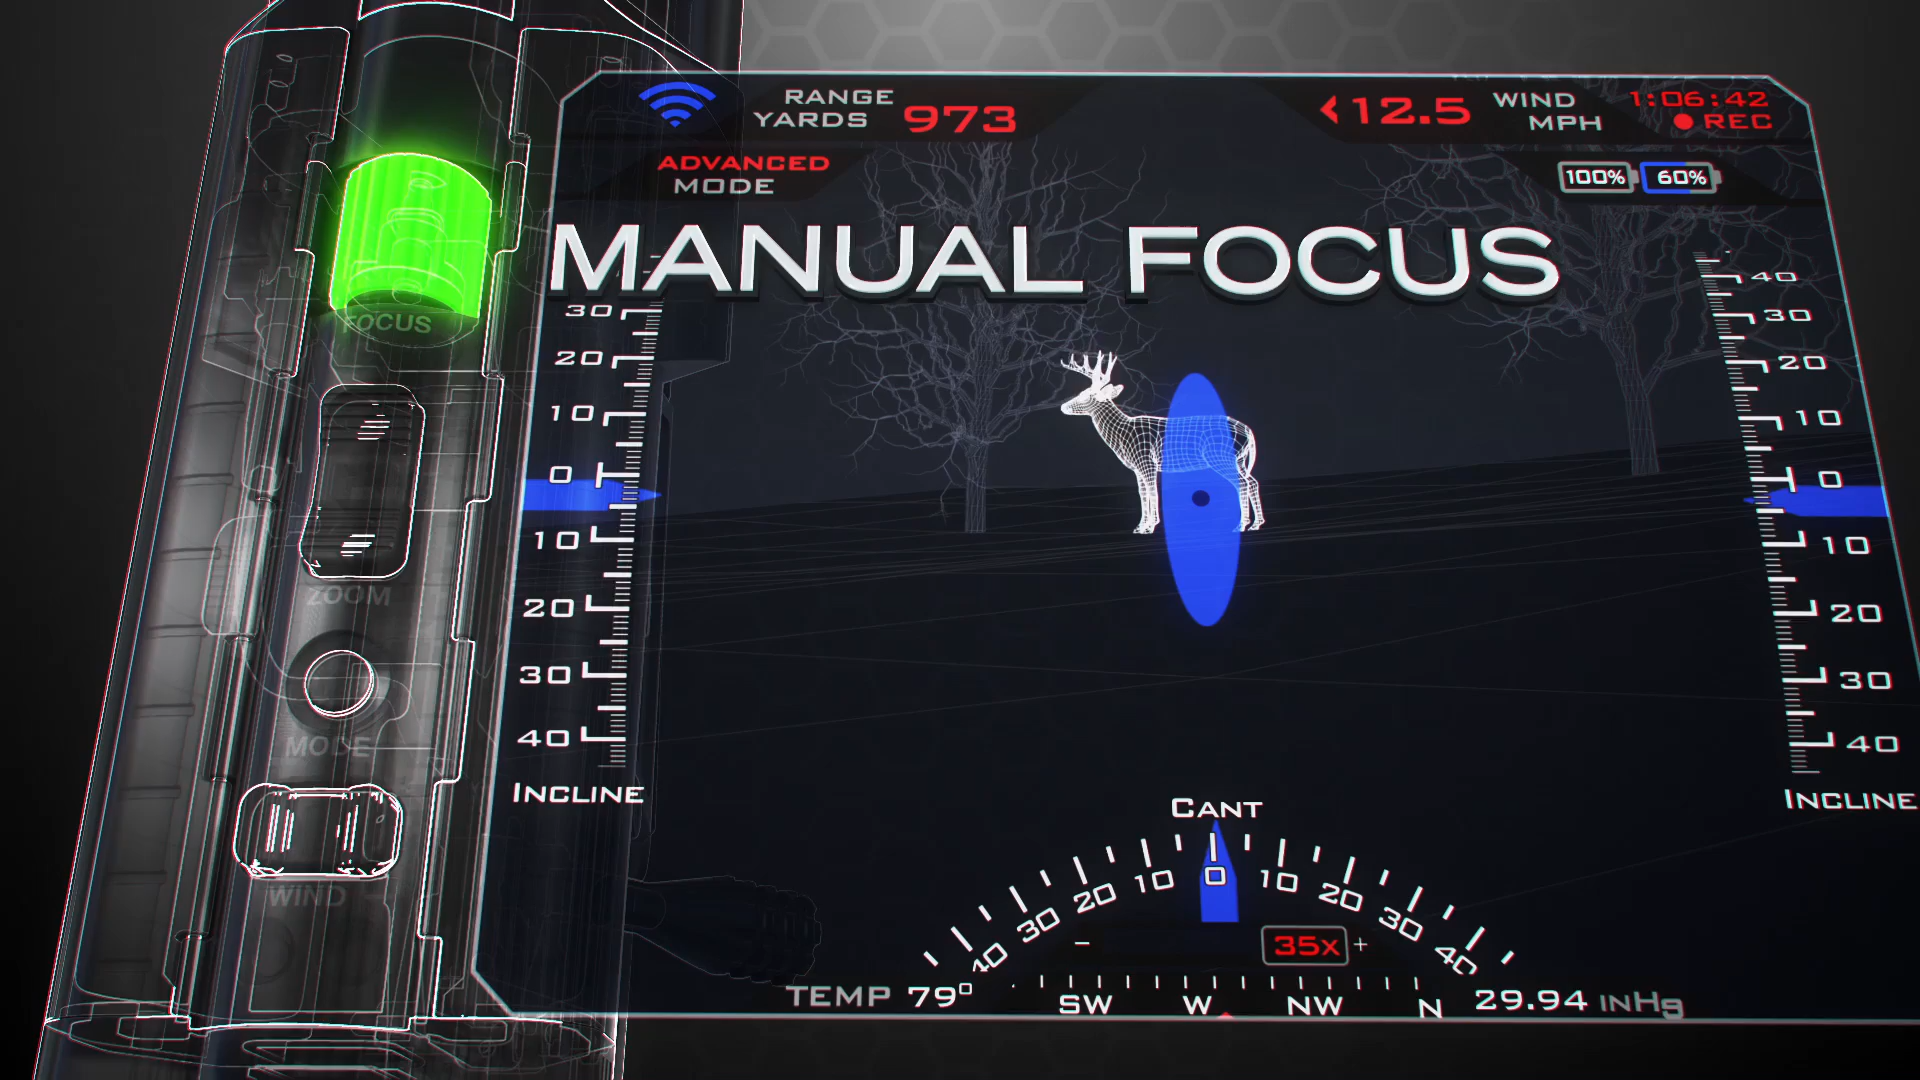 RANGE
YARDS 973
<12.5 WIND
MPH
1:06:42
REC
ADVANCED
MODE
100% 60%
MANUAL FOCUS
FOCUS
ZOOM
MODE
WIND
30
20
10
0
10
20
30
40
INCLINE
40
30
20
10
0
10
20
30
40
INCLINE
CANT
40 30 20 10 0 10 20 30 40
- 35x +
TEMP 79°
SW W NW N
29.94 INHg